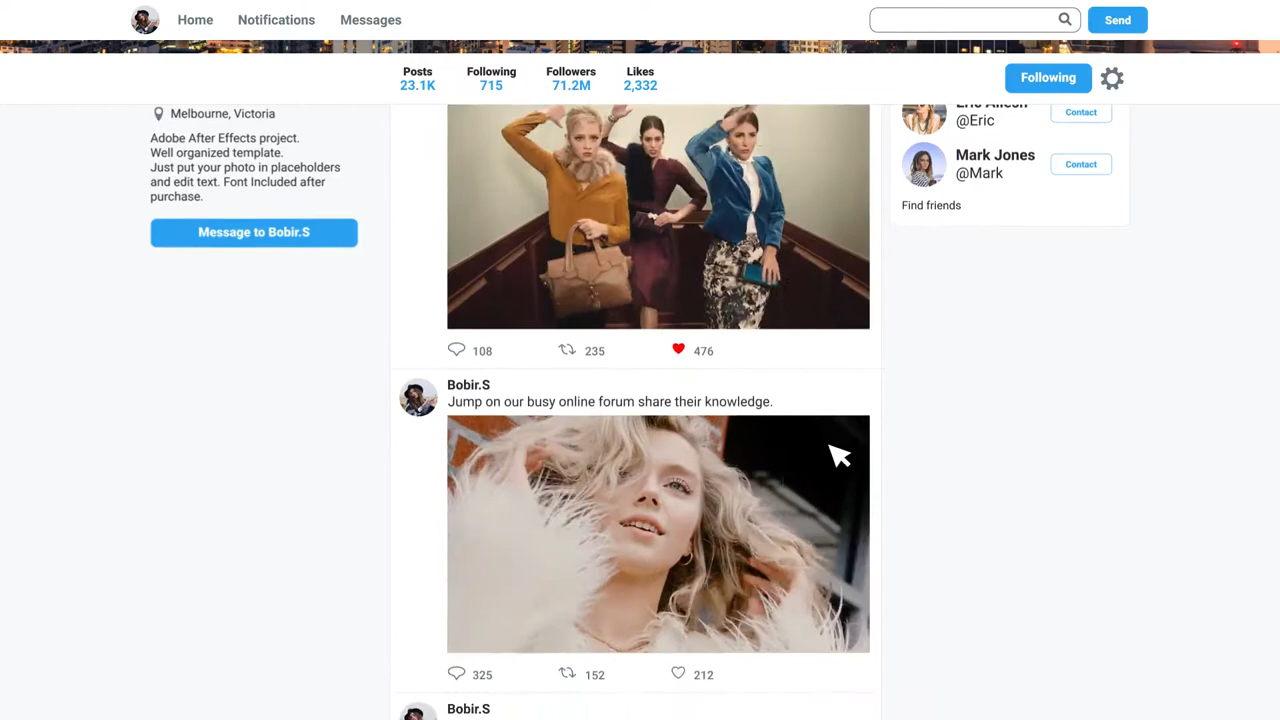 Home Notifications Messages
Send
Posts Following Followers Likes
23.1K 715 71.2M 2,332
Following
Melbourne, Victoria
Adobe After Effects project.
Well organized template.
Just put your photo in placeholders
and edit text. Font Included after
purchase.
Message to Bobir.S
108 235 476
Bobir.S
Jump on our busy online forum share their knowledge.
325 152 212
Bobir.S
@Eric
Contact
Mark Jones
@Mark
Contact
Find friends